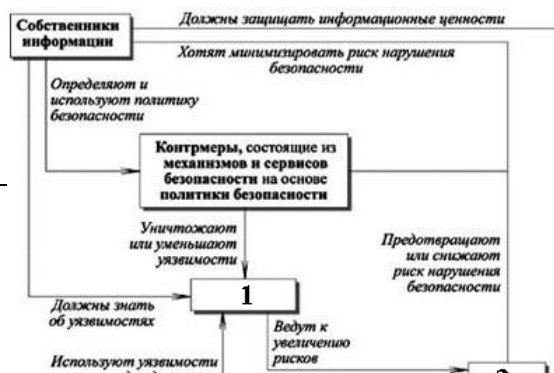 Собственники
информации
Должны защищать информационные ценности
Хотят минимизировать риск нарушения
безопасности
Определяют и
используют политику
безопасности
Контрмеры, состоящие из
механизмов и сервисов
безопасности на основе
политики безопасности
Уничтожают
или уменьшают
уязвимости
Предотвращают
или снижают
риск нарушения
безопасности
1
Должны знать
об уязвимостях
Ведут к
увеличению
рисков
Используют уязвимости
2